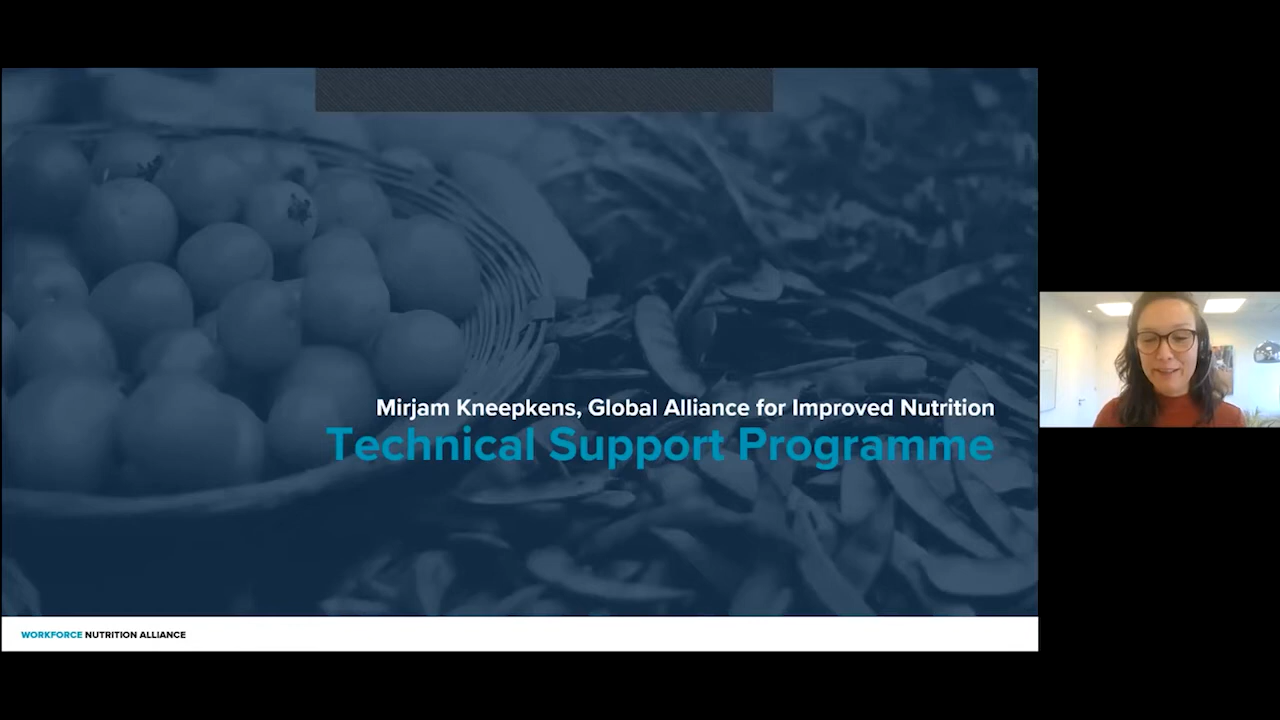 Mirjam Kneepkens, Global Alliance for Improved Nutrition
Technical Support Programme
WORKFORCE NUTRITION ALLIANCE